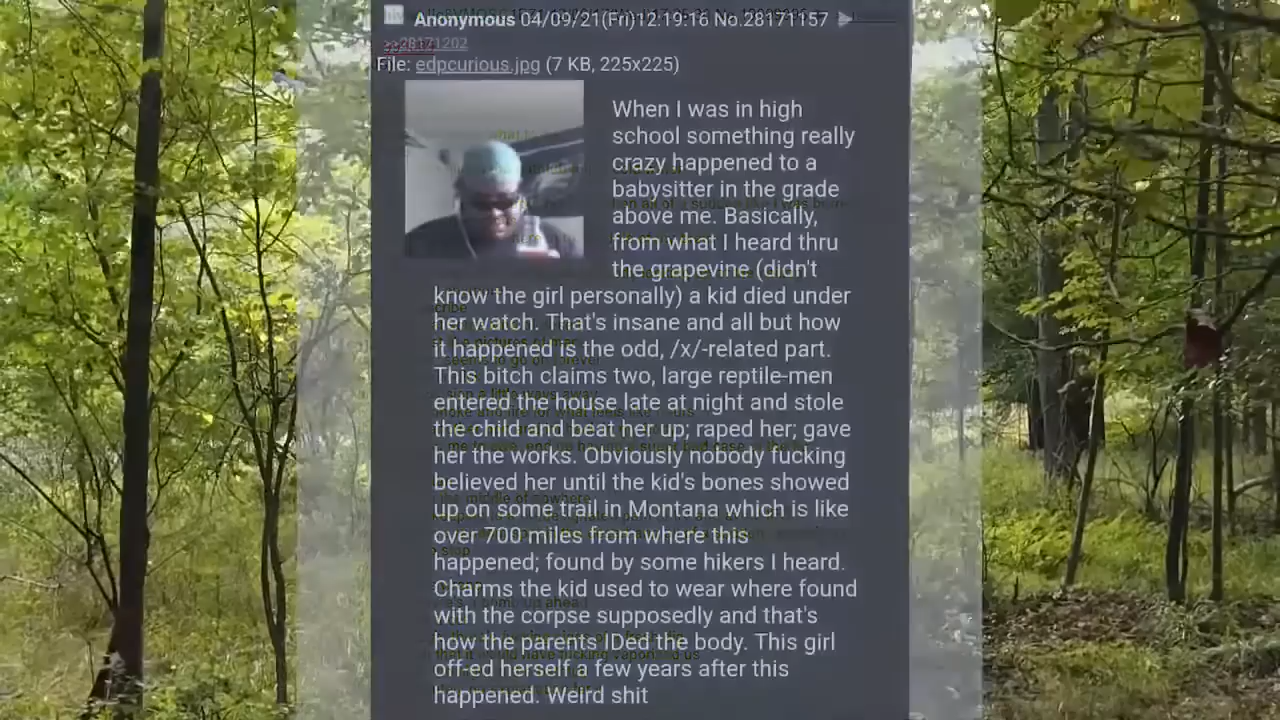 Anonymous 04/09/21(Fri)12:19:16 No.28171157
>>28171202
File: edpcurious.jpg (7 KB, 225x225)
When I was in high
school something really
crazy happened to a
babysitter in the grade
above me. Basically,
from what I heard thru
the grapevine (didn't
know the girl personally) a kid died under
her watch. That's insane and all but how
it happened is the odd, /x/-related part.
This bitch claims two, large reptile-men
entered the house late at night and stole
the child and beat her up; raped her; gave
her the works. Obviously nobody fucking
believed her until the kid's bones showed
up on some trail in Montana which is like
over 700 miles from where this
happened; found by some hikers I heard.
Charms the kid used to wear where found
with the corpse supposedly and that's
how the parents IDed the body. This girl
off-ed herself a few years after this
happened. Weird shit